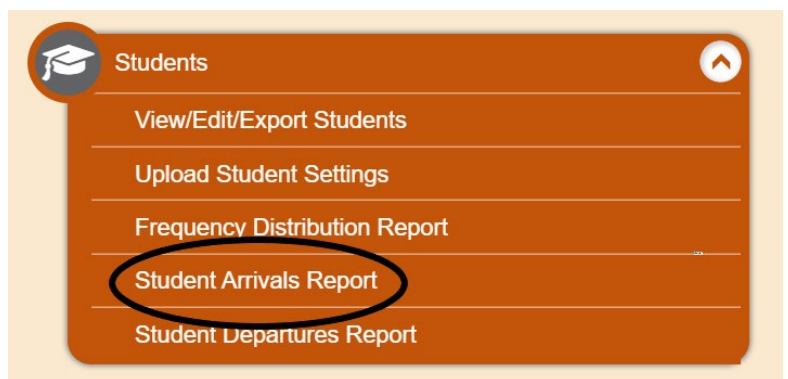 Students
View/Edit/Export Students
Upload Student Settings
Frequency Distribution Report
Student Arrivals Report
Student Departures Report